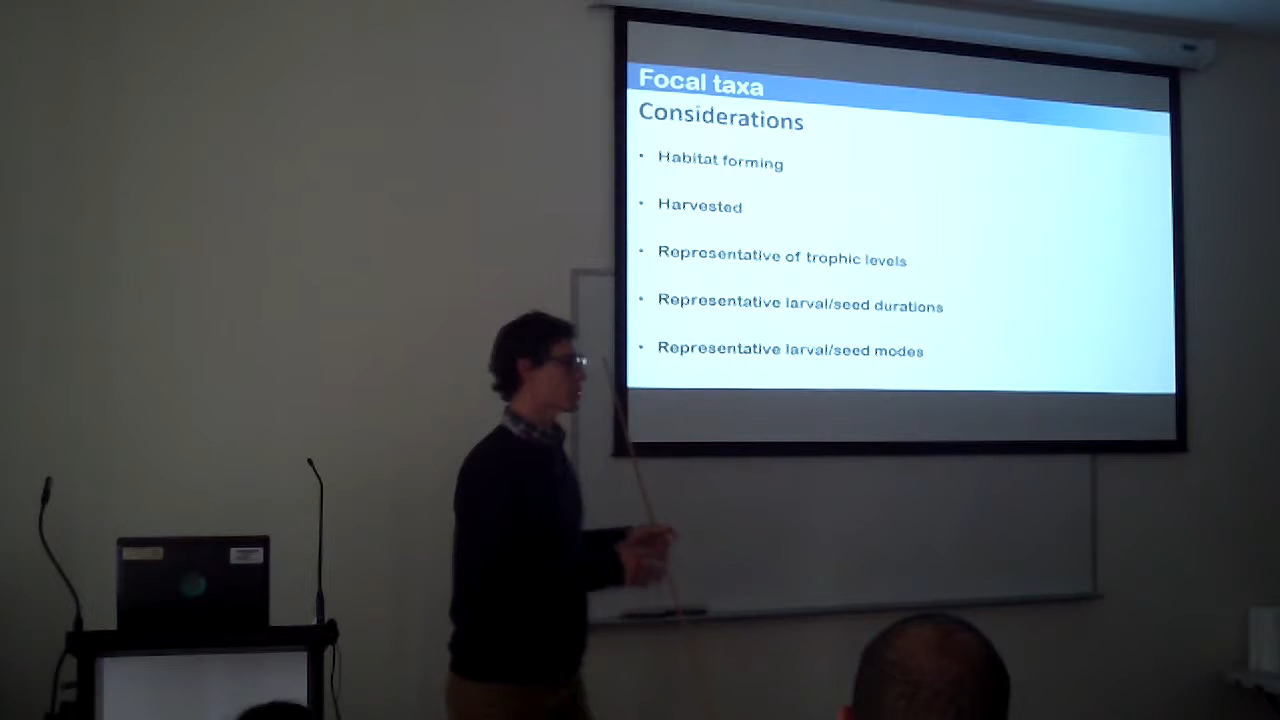 Focal taxa
Considerations
• Habitat forming
• Harvested
• Representative of trophic levels
• Representative larval/seed durations
• Representative larval/seed modes